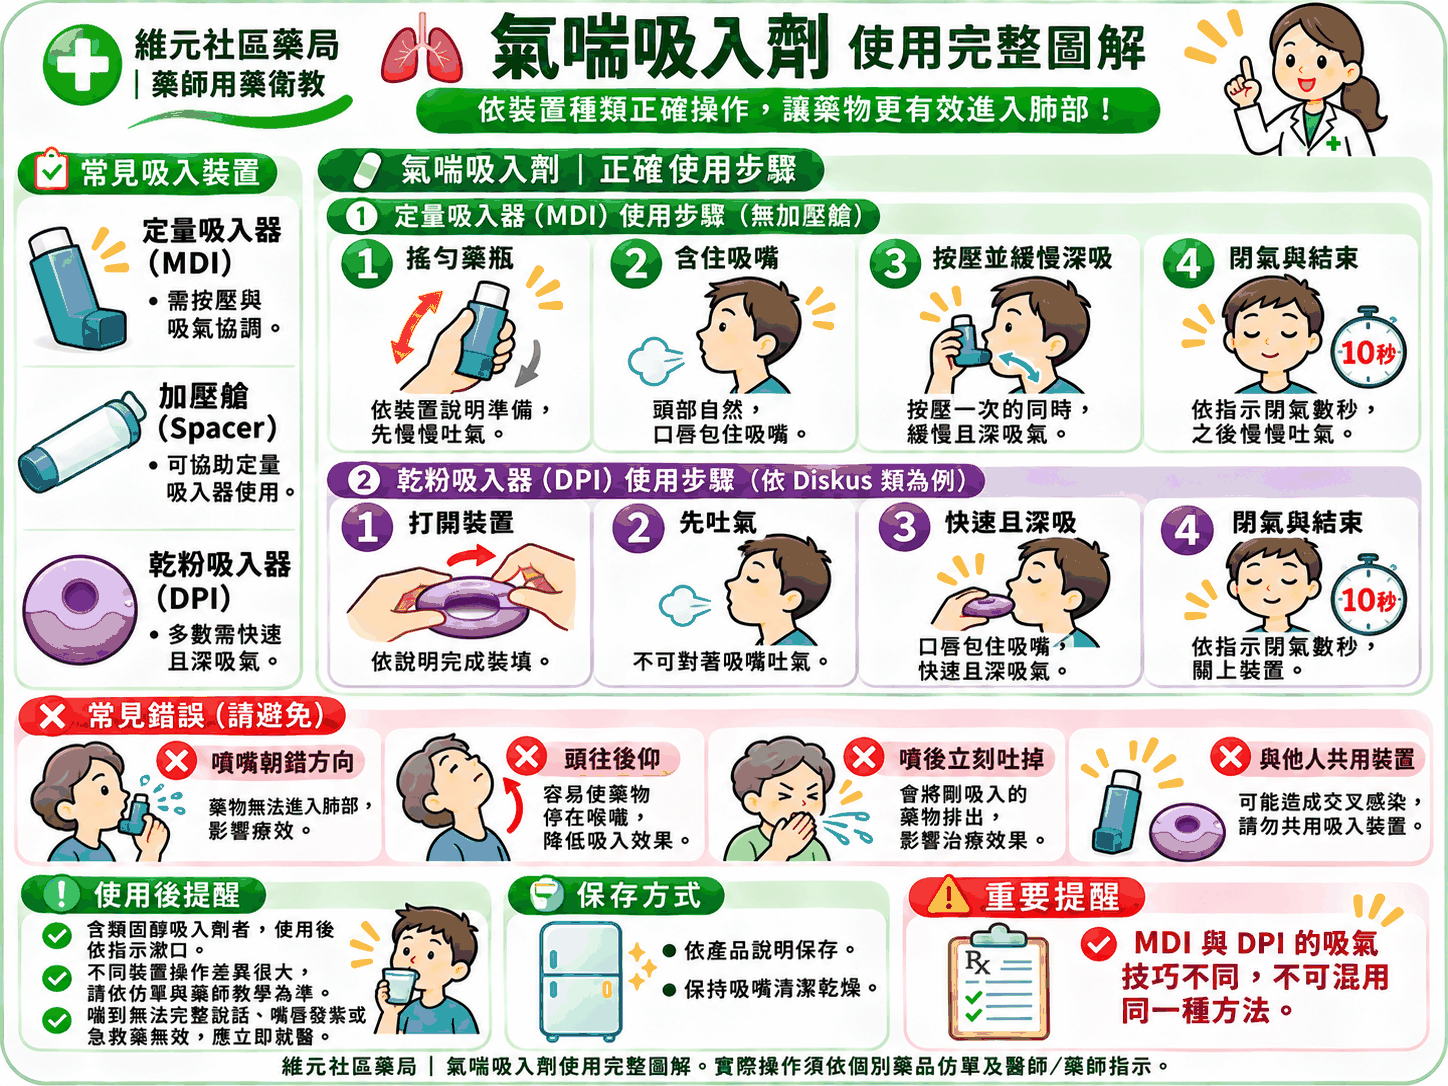 維元社區藥局
|藥師用藥衛教
氣喘吸入劑 使用完整圖解
依裝置種類正確操作，讓藥物更有效進入肺部！
常見吸入裝置
定量吸入器
（MDI）
• 需按壓與
吸氣協調。
加壓艙
（Spacer）
• 可協助定量
吸入器使用。
乾粉吸入器
（DPI）
• 多數需快速
且深吸氣。
氣喘吸入劑｜正確使用步驟
1 定量吸入器（MDI）使用步驟（無加壓艙）
1 搖勻藥瓶
依裝置說明準備，
先慢慢吐氣。
2 含住吸嘴
頭部自然，
口唇包住吸嘴。
3 按壓並緩慢深吸
按壓一次的同時，
緩慢且深吸氣。
4 閉氣與結束
10秒
依指示閉氣數秒，
之後慢慢吐氣。
2 乾粉吸入器（DPI）使用步驟（依 Diskus 類為例）
1 打開裝置
依說明完成裝填。
2 先吐氣
不可對著吸嘴吐氣。
3 快速且深吸
口唇包住吸嘴，
快速且深吸氣。
4 閉氣與結束
10秒
依指示閉氣數秒，
關上裝置。
常見錯誤（請避免）
噴嘴朝錯方向
藥物無法進入肺部，
影響療效。
頭往後仰
容易使藥物
停在喉嚨，
降低吸入效果。
噴後立刻吐掉
會將剛吸入的
藥物排出，
影響治療效果。
與他人共用裝置
可能造成交叉感染，
請勿共用吸入裝置。
使用後提醒
含類固醇吸入劑者，使用後
依指示漱口。
不同裝置操作差異很大，
請依仿單與藥師教學為準。
喘到無法完整說話、嘴唇發紫或
急救藥無效，應立即就醫。
保存方式
• 依產品說明保存。
• 保持吸嘴清潔乾燥。
重要提醒
Rx
MDI 與 DPI 的吸氣
技巧不同，不可混用
同一種方法。
維元社區藥局｜氣喘吸入劑使用完整圖解。實際操作須依個別藥品仿單及醫師/藥師指示。